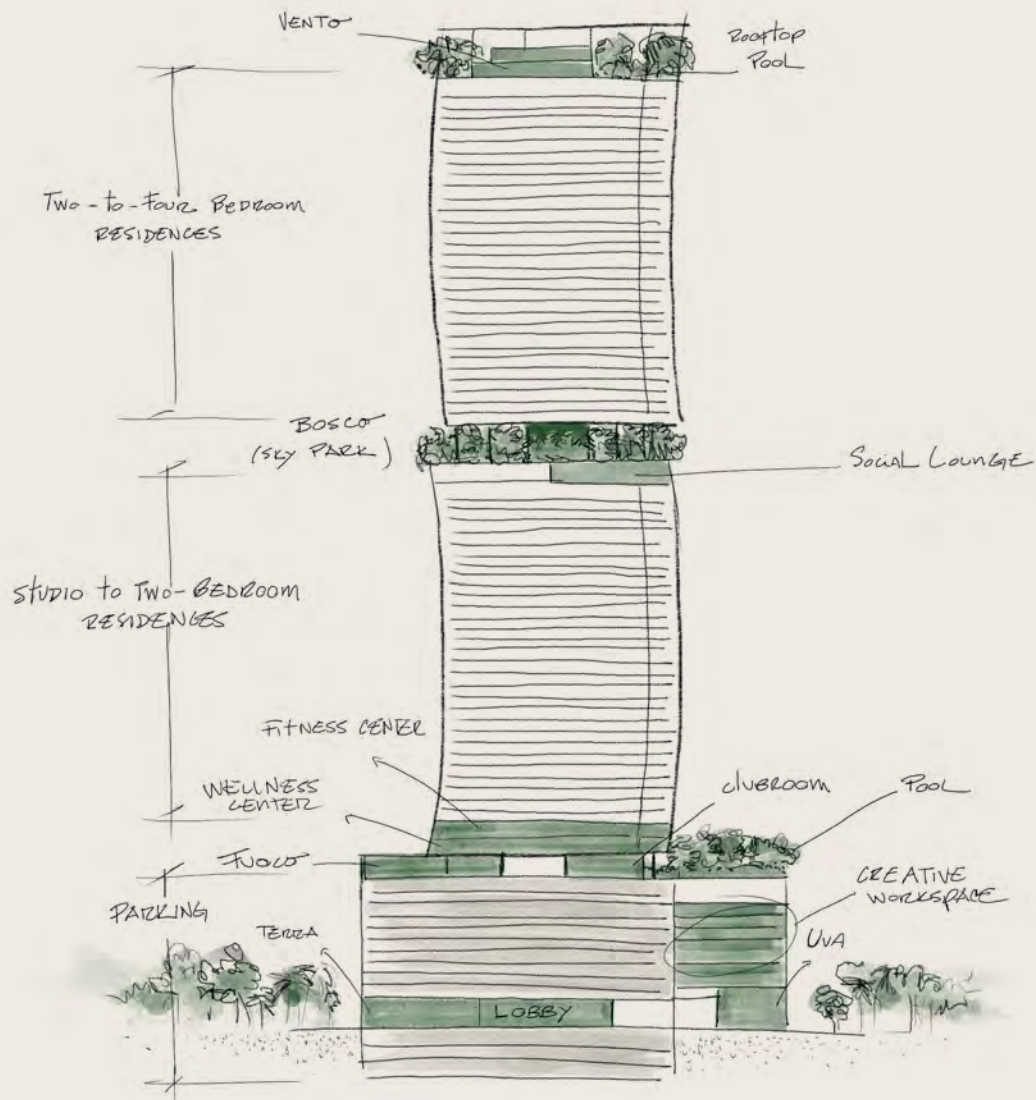 VENTO
ROOFTOP
POOL
TWO-to-FOUR BEDROOM
RESIDENCES
BOSCO
(SKY PARK)
SOCIAL LOUNGE
STUDIO to TWO-BEDROOM
RESIDENCES
FITNESS CENTER
WELLNESS
CENTER
CLUBROOM
POOL
FUOCO
CREATIVE
WORKSPACE
PARKING
TERRA
UVA
LOBBY